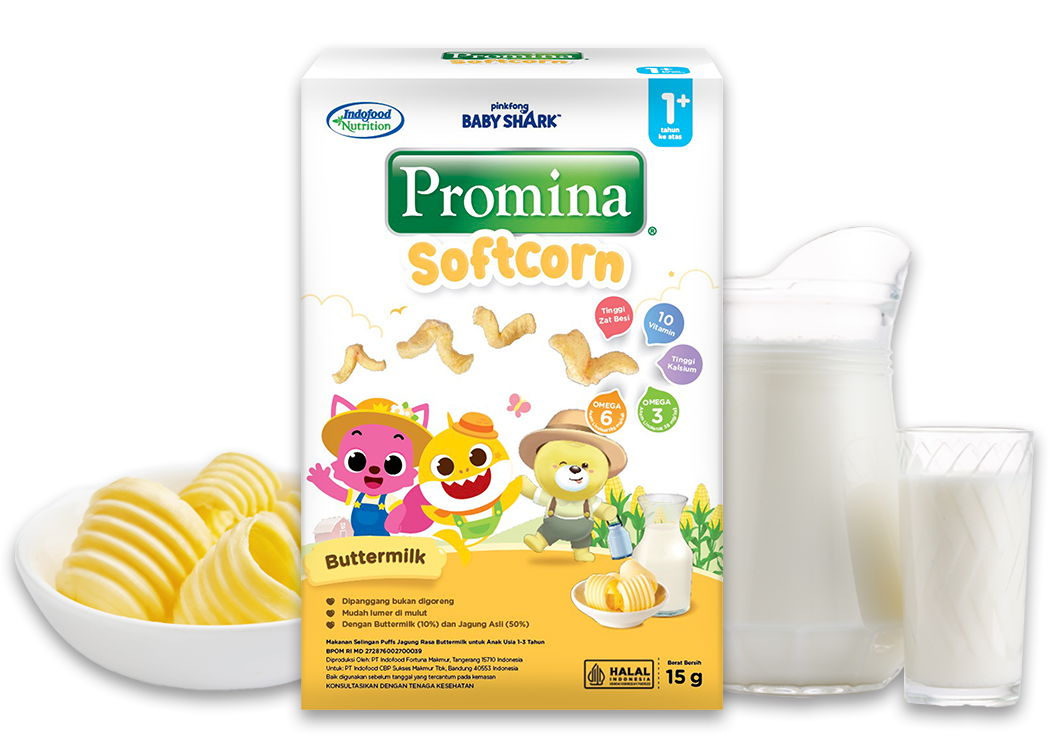 Promina
Softcorn
1+
Indofood
Nutrition
pinkfong
BABY SHARK™
1+
tahun
ke atas
Promina®
Softcorn
Tinggi
Zat Besi
10
Vitamin
Tinggi
Kalsium
OMEGA
6
OMEGA
3
Buttermilk
Dipanggang bukan digoreng
Mudah lumer di mulut
Dengan Buttermilk (10%) dan Jagung Asli (50%)
Makanan Selingan Puffs Jagung Rasa Buttermilk untuk Anak Usia 1-3 Tahun
BPOM RI MD 272876002700039
Diproduksi Oleh: PT Indofood Fortuna Makmur, Tangerang 15710 Indonesia
Untuk: PT Indofood CBP Sukses Makmur Tbk, Bandung 40553 Indonesia
Baik digunakan sebelum tanggal yang tercantum pada kemasan
KONSULTASIKAN DENGAN TENAGA KESEHATAN
HALAL
INDONESIA
Berat Bersih
15 g